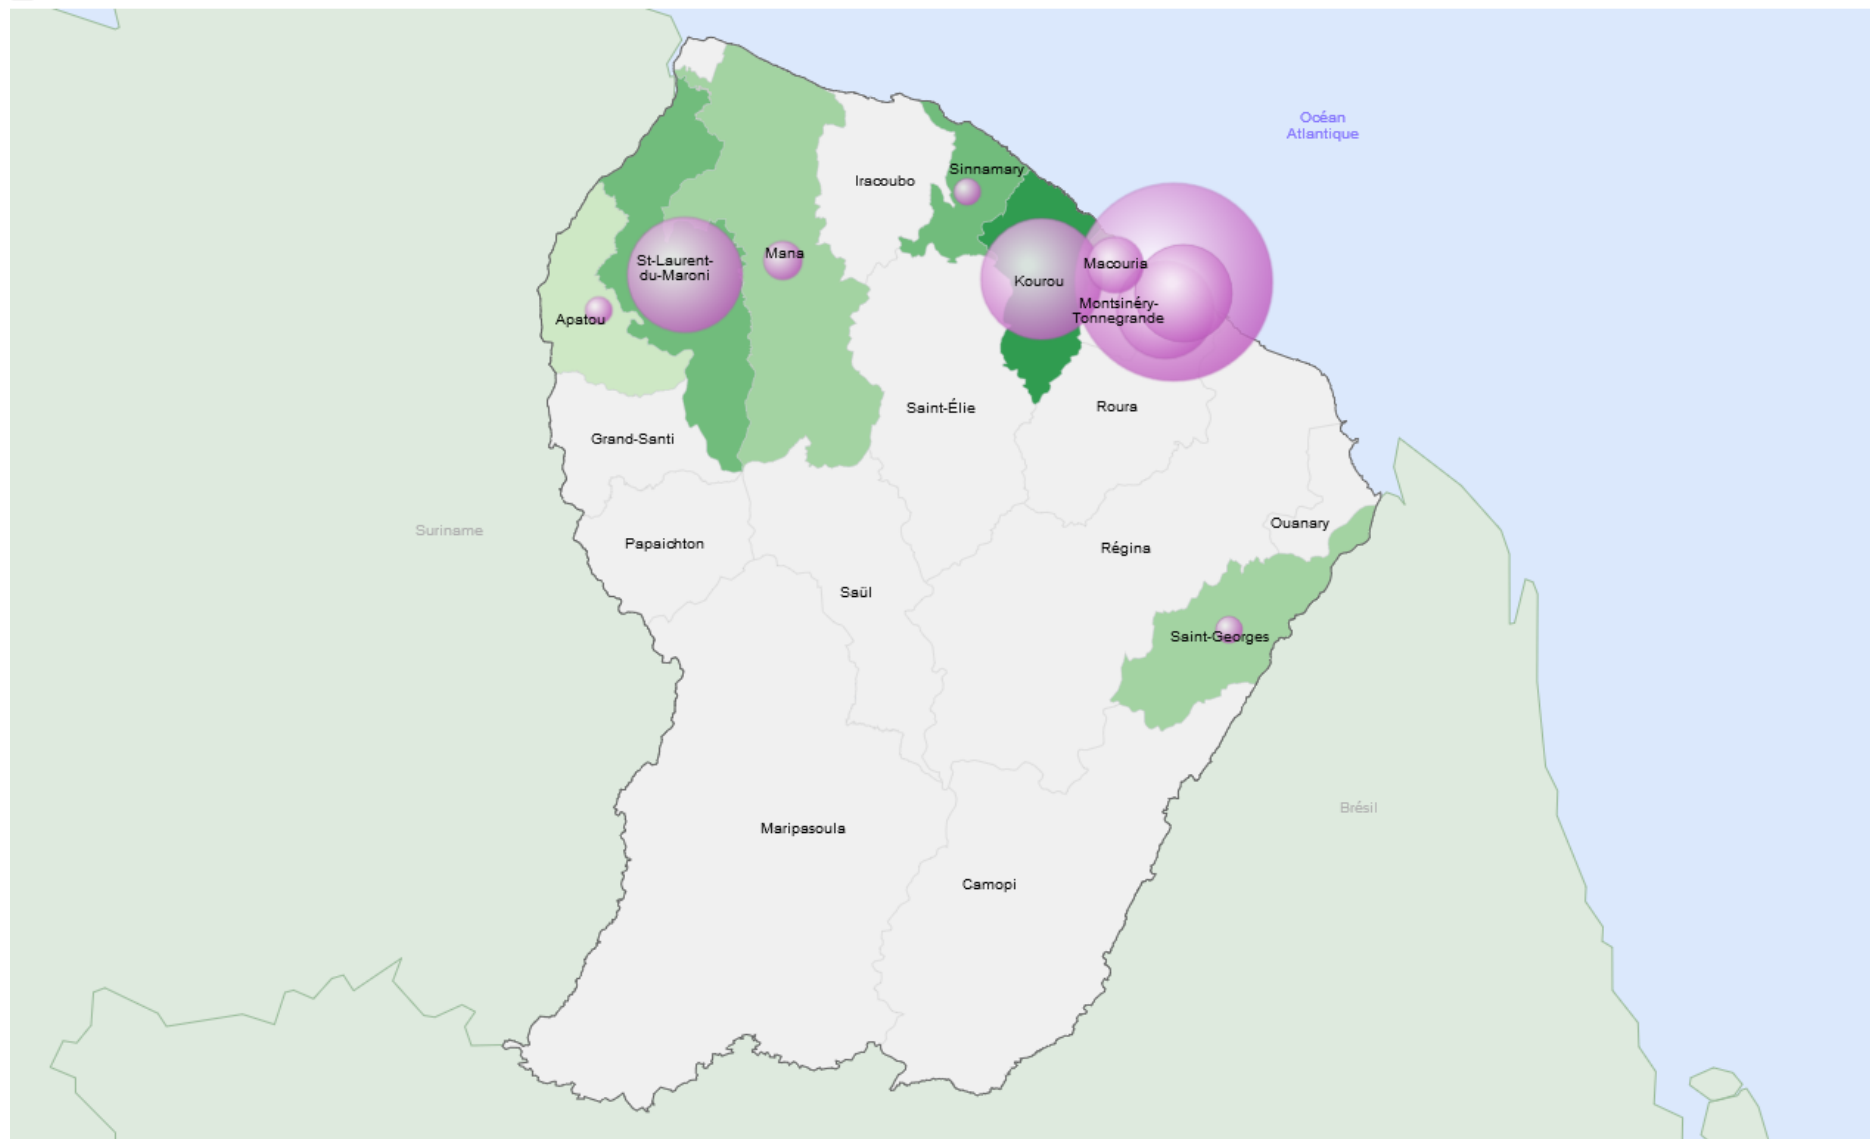 Océan
Atlantique
Sinnamary
Iracoubo
Mana
St-Laurent-
du-Maroni
Macouria
Kourou
Montsinéry-
Tonnegrande
Apatou
Saint-Élie
Roura
Grand-Santi
Suriname
Ouanary
Papaichton
Régina
Saül
Saint-Georges
Brésil
Maripasoula
Camopi